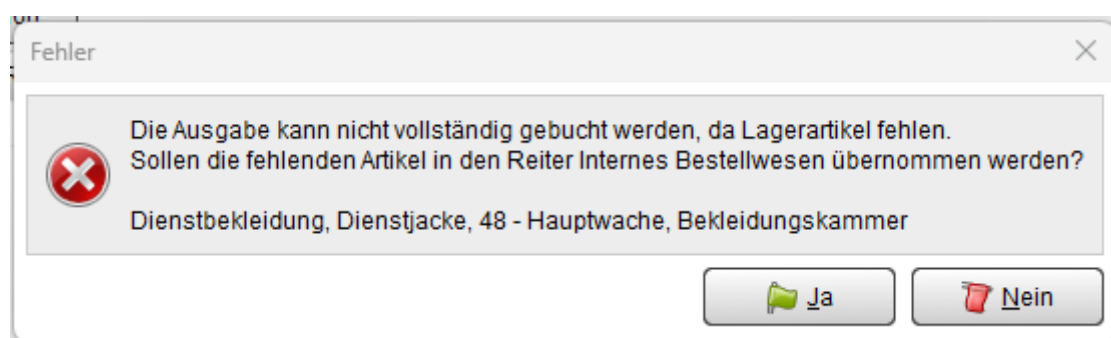 Fehler
Die Ausgabe kann nicht vollständig gebucht werden, da Lagerartikel fehlen.
Sollen die fehlenden Artikel in den Reiter Internes Bestellwesen übernommen werden?
Dienstbekleidung, Dienstjacke, 48 - Hauptwache, Bekleidungskammer
Ja
Nein